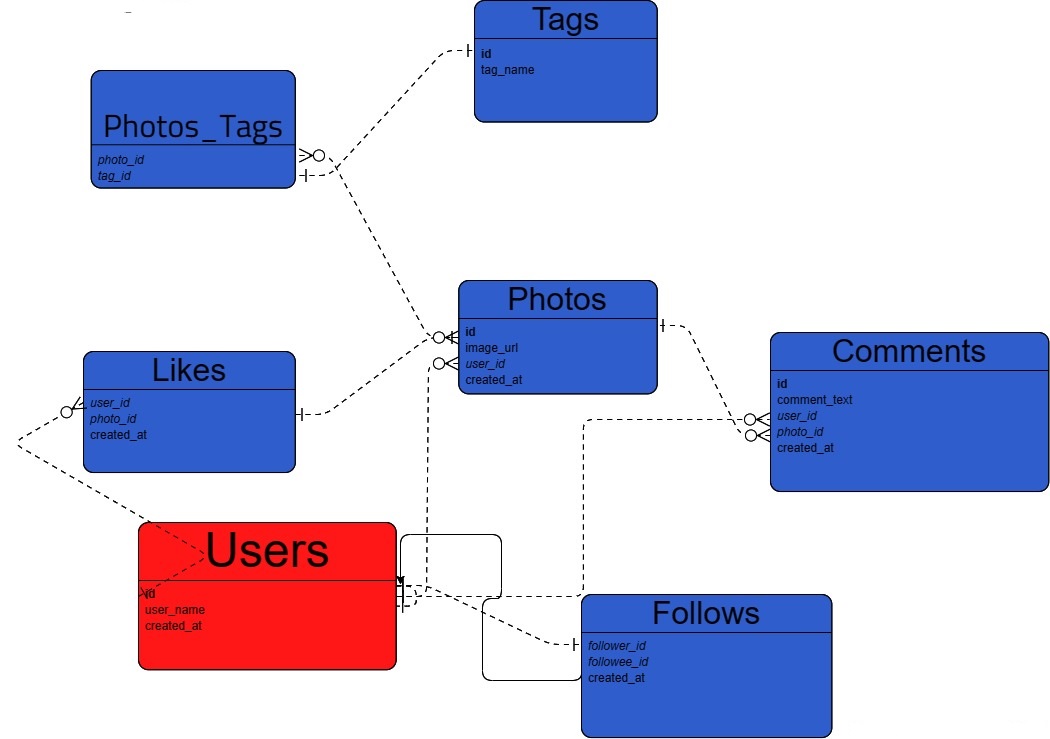 Tags
id
tag_name
Photos_Tags
photo_id
tag_id
Photos
id
image_url
user_id
created_at
Comments
id
comment_text
user_id
photo_id
created_at
Likes
user_id
photo_id
created_at
Users
id
user_name
created_at
Follows
follower_id
followee_id
created_at